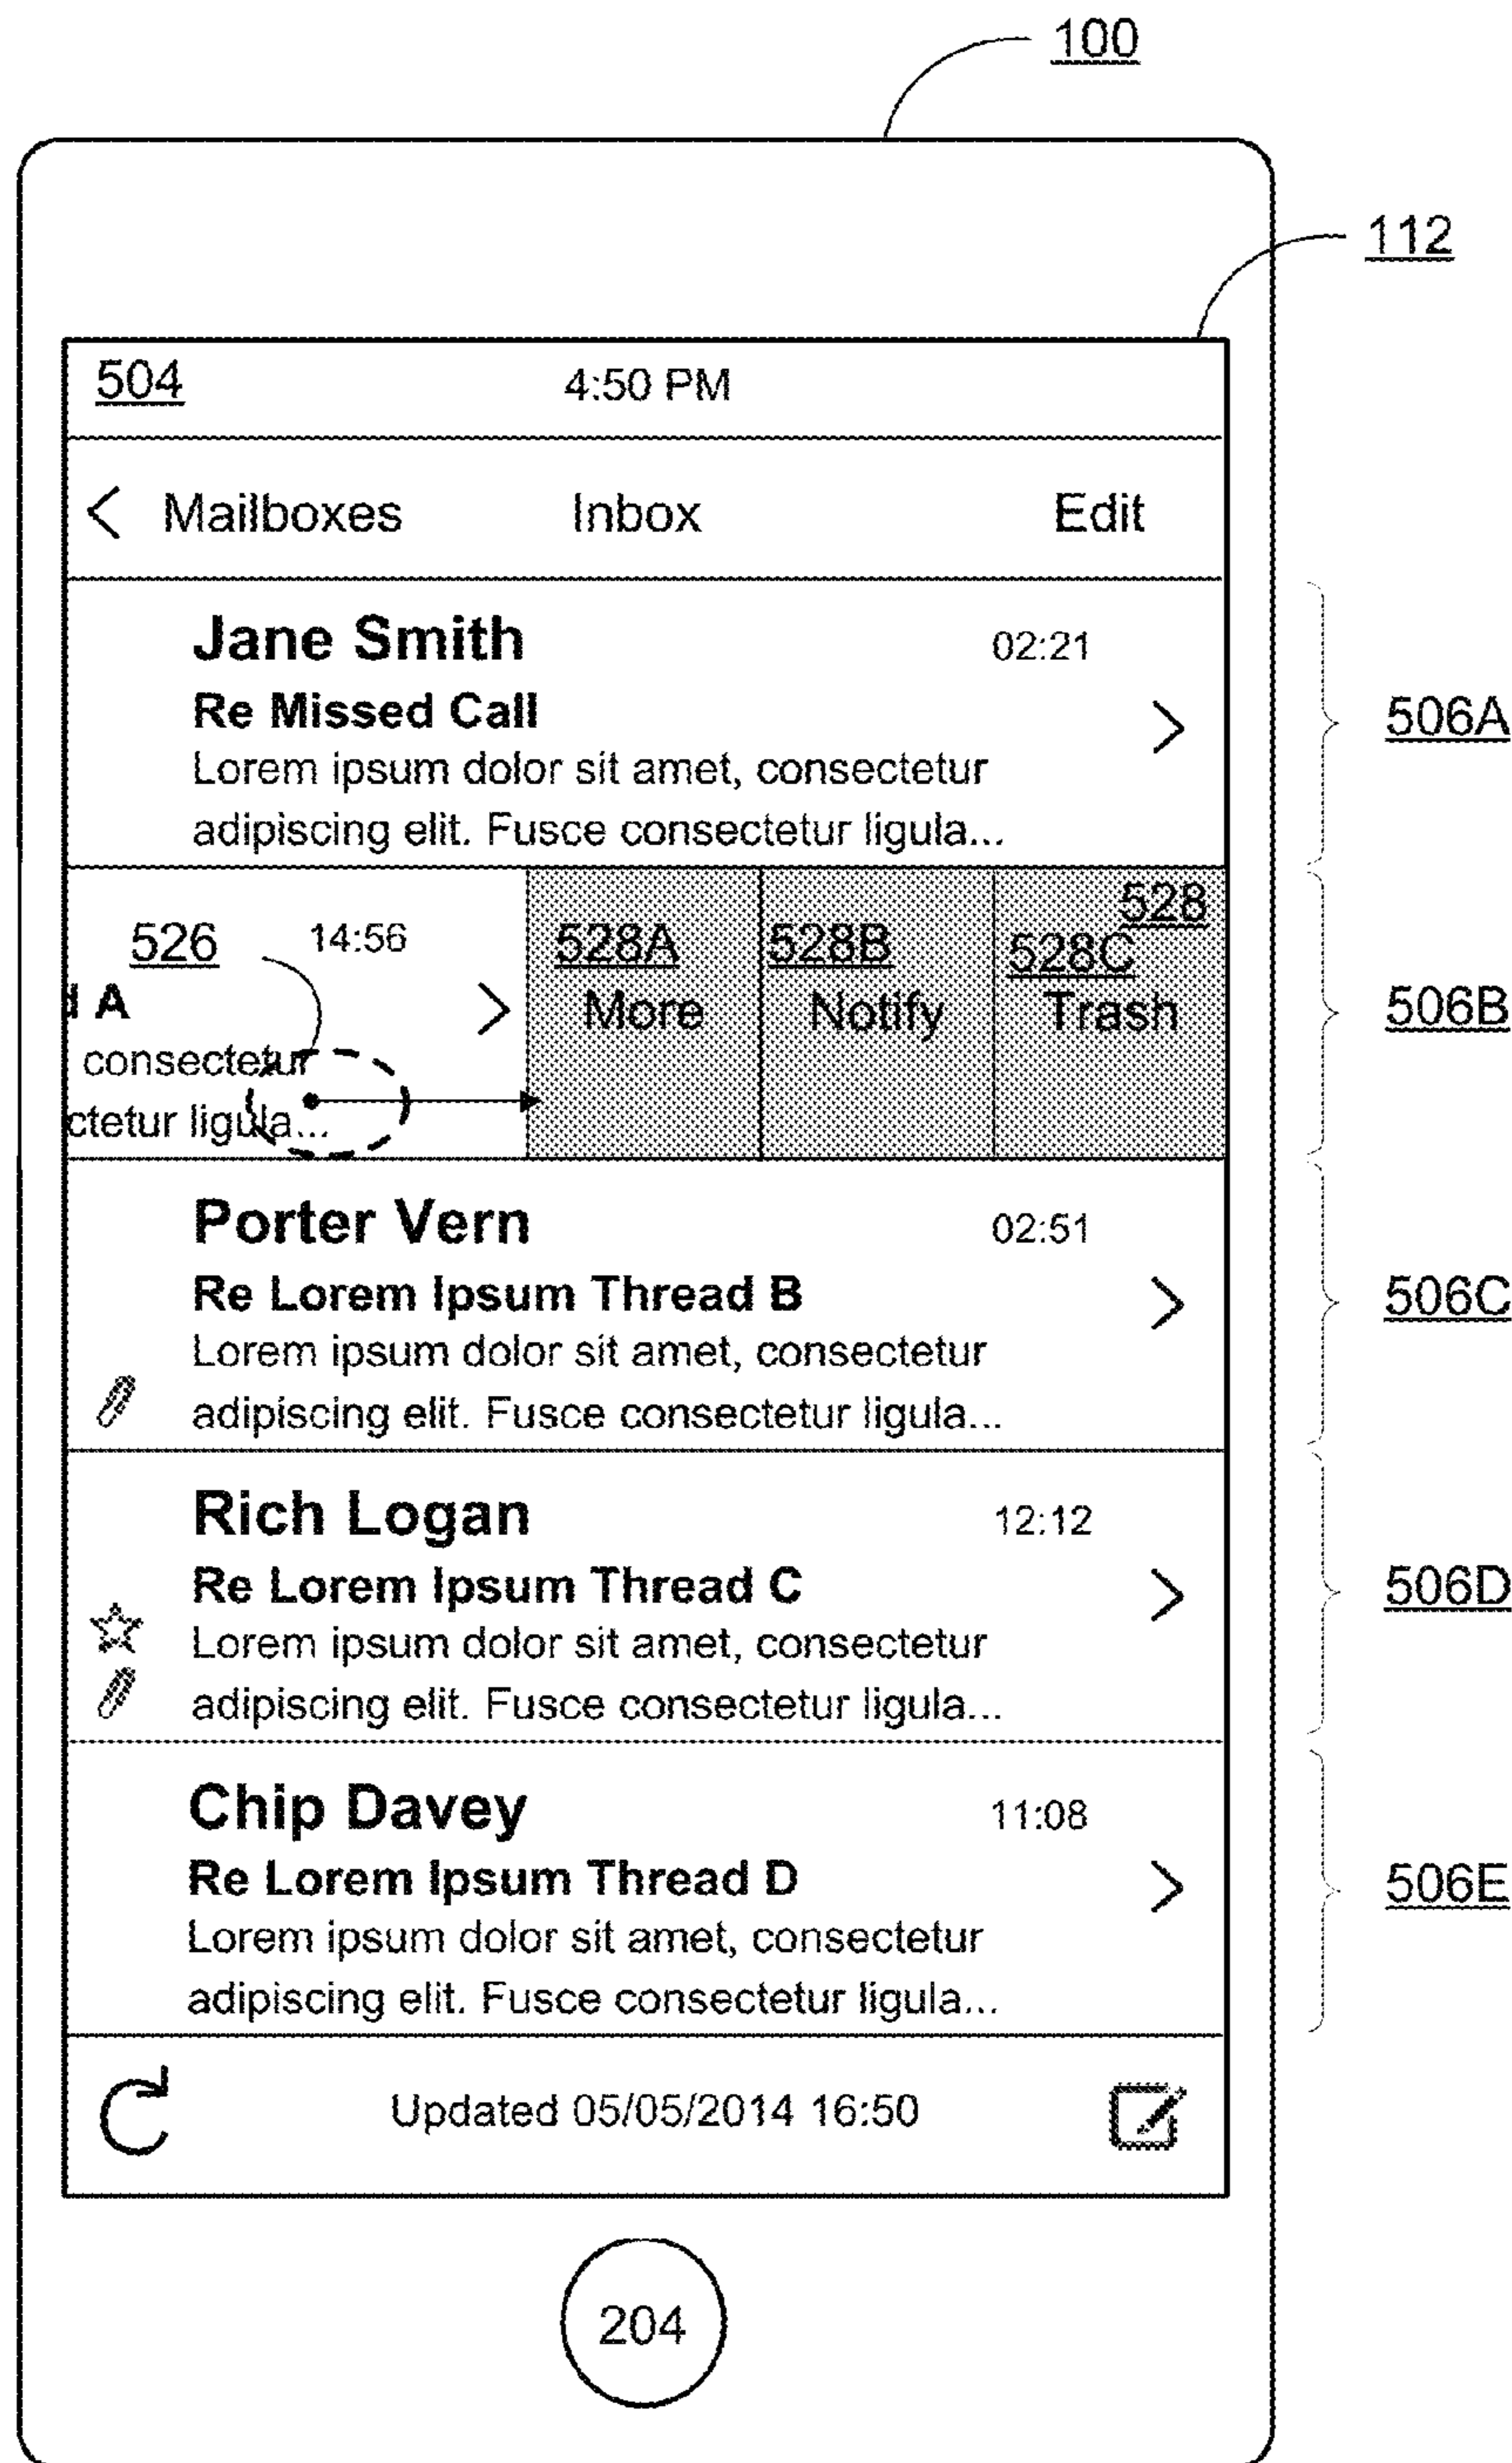 100
112
504 4:50 PM
< Mailboxes Inbox Edit
Jane Smith 02:21
Re Missed Call
Lorem ipsum dolor sit amet, consectetur
adipiscing elit. Fusce consectetur ligula...
506A
526 14:56 528A 528B 528C 528
d A More Notify Trash
consectetur
ctetur ligula...
506B
Porter Vern 02:51
Re Lorem Ipsum Thread B
Lorem ipsum dolor sit amet, consectetur
adipiscing elit. Fusce consectetur ligula...
506C
Rich Logan 12:12
Re Lorem Ipsum Thread C
Lorem ipsum dolor sit amet, consectetur
adipiscing elit. Fusce consectetur ligula...
506D
Chip Davey 11:08
Re Lorem Ipsum Thread D
Lorem ipsum dolor sit amet, consectetur
adipiscing elit. Fusce consectetur ligula...
506E
Updated 05/05/2014 16:50
204